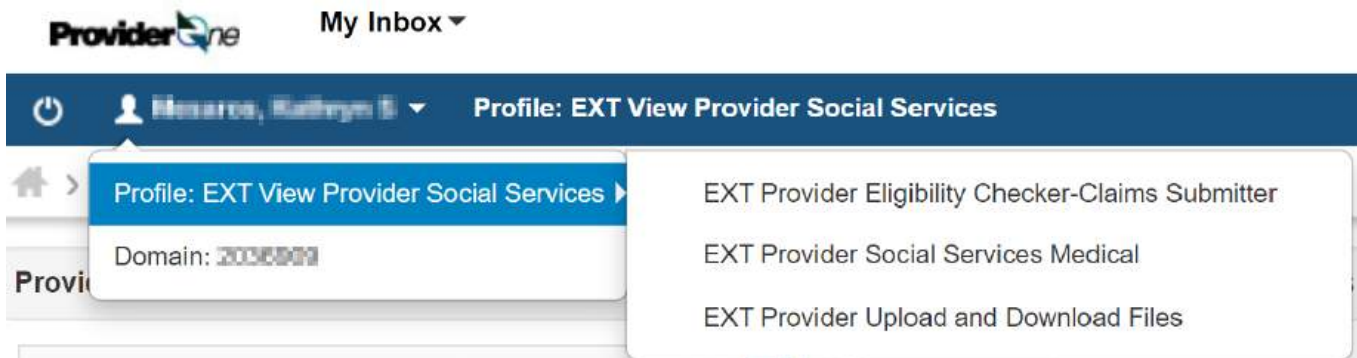 ProviderOne
My Inbox
Profile: EXT View Provider Social Services
Profile: EXT View Provider Social Services
EXT Provider Eligibility Checker-Claims Submitter
Domain:
EXT Provider Social Services Medical
EXT Provider Upload and Download Files